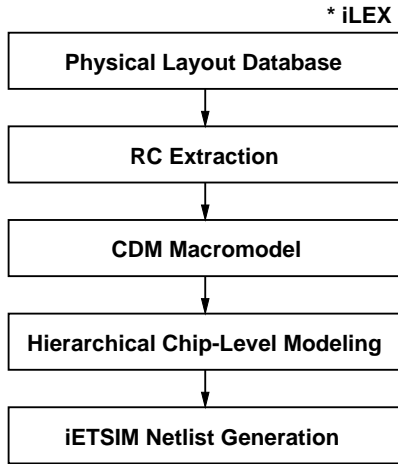 * iLEX
Physical Layout Database
RC Extraction
CDM Macromodel
Hierarchical Chip-Level Modeling
iETSIM Netlist Generation